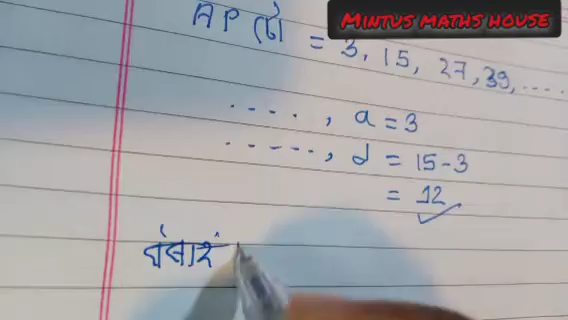 MINTUS MATHS HOUSE
AP টো = 3, 15, 27, 39, ....
...., a = 3
....., d = 15-3
= 12